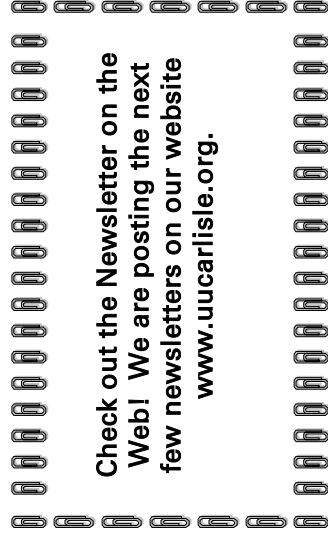 Check out the Newsletter on the
Web!  We are posting the next
few newsletters on our website
www.uucarlisle.org.